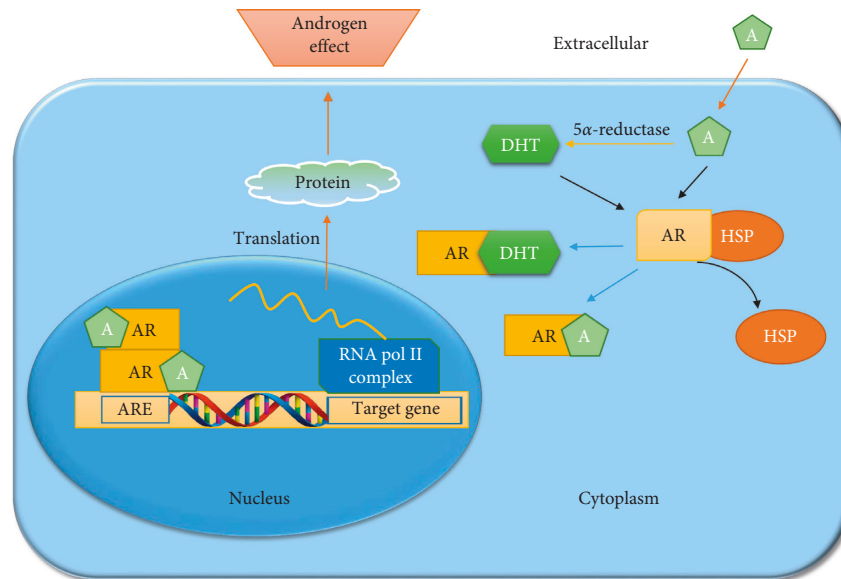 Androgen
effect
Extracellular
A
5α-reductase
A
DHT
Protein
AR
HSP
Translation
AR
DHT
A
AR
AR
A
HSP
RNA pol II
complex
AR
A
ARE
Target gene
Nucleus
Cytoplasm